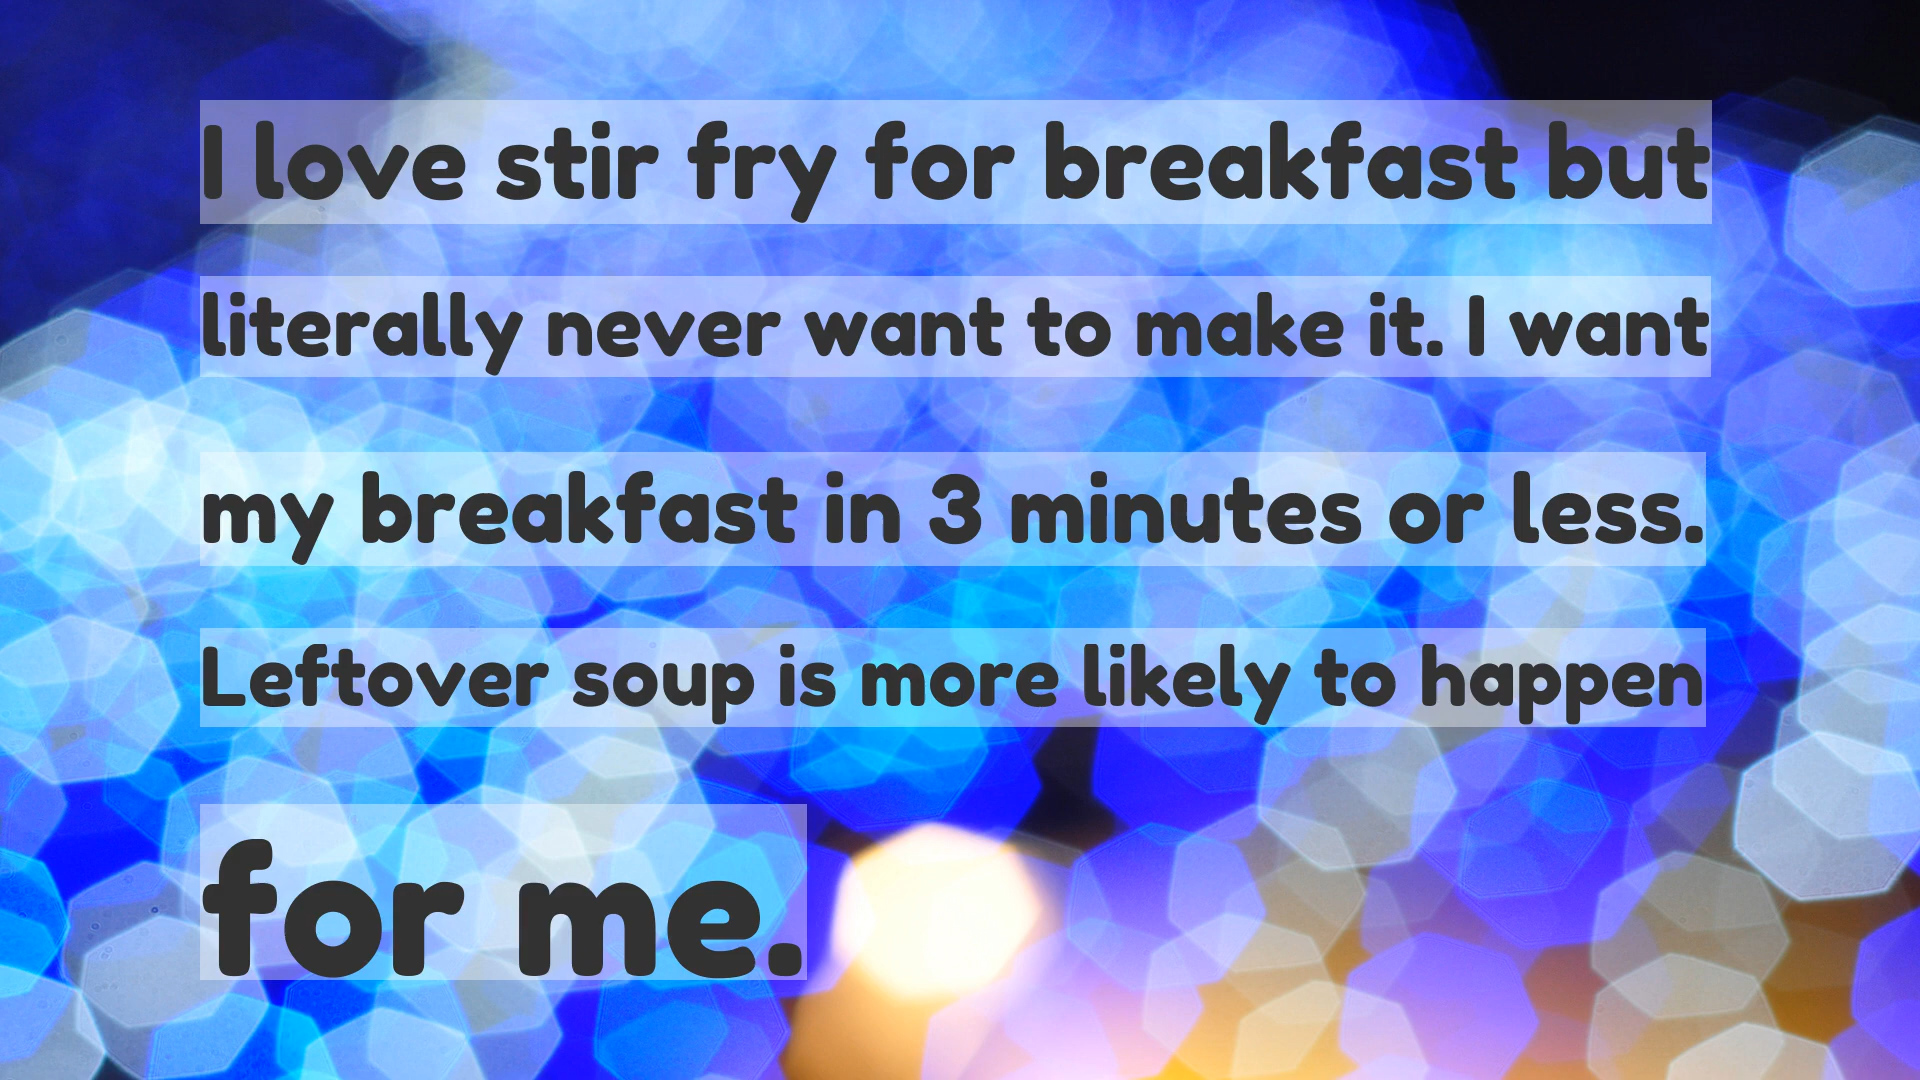 I love stir fry for breakfast but
literally never want to make it. I want
my breakfast in 3 minutes or less.
Leftover soup is more likely to happen
for me.